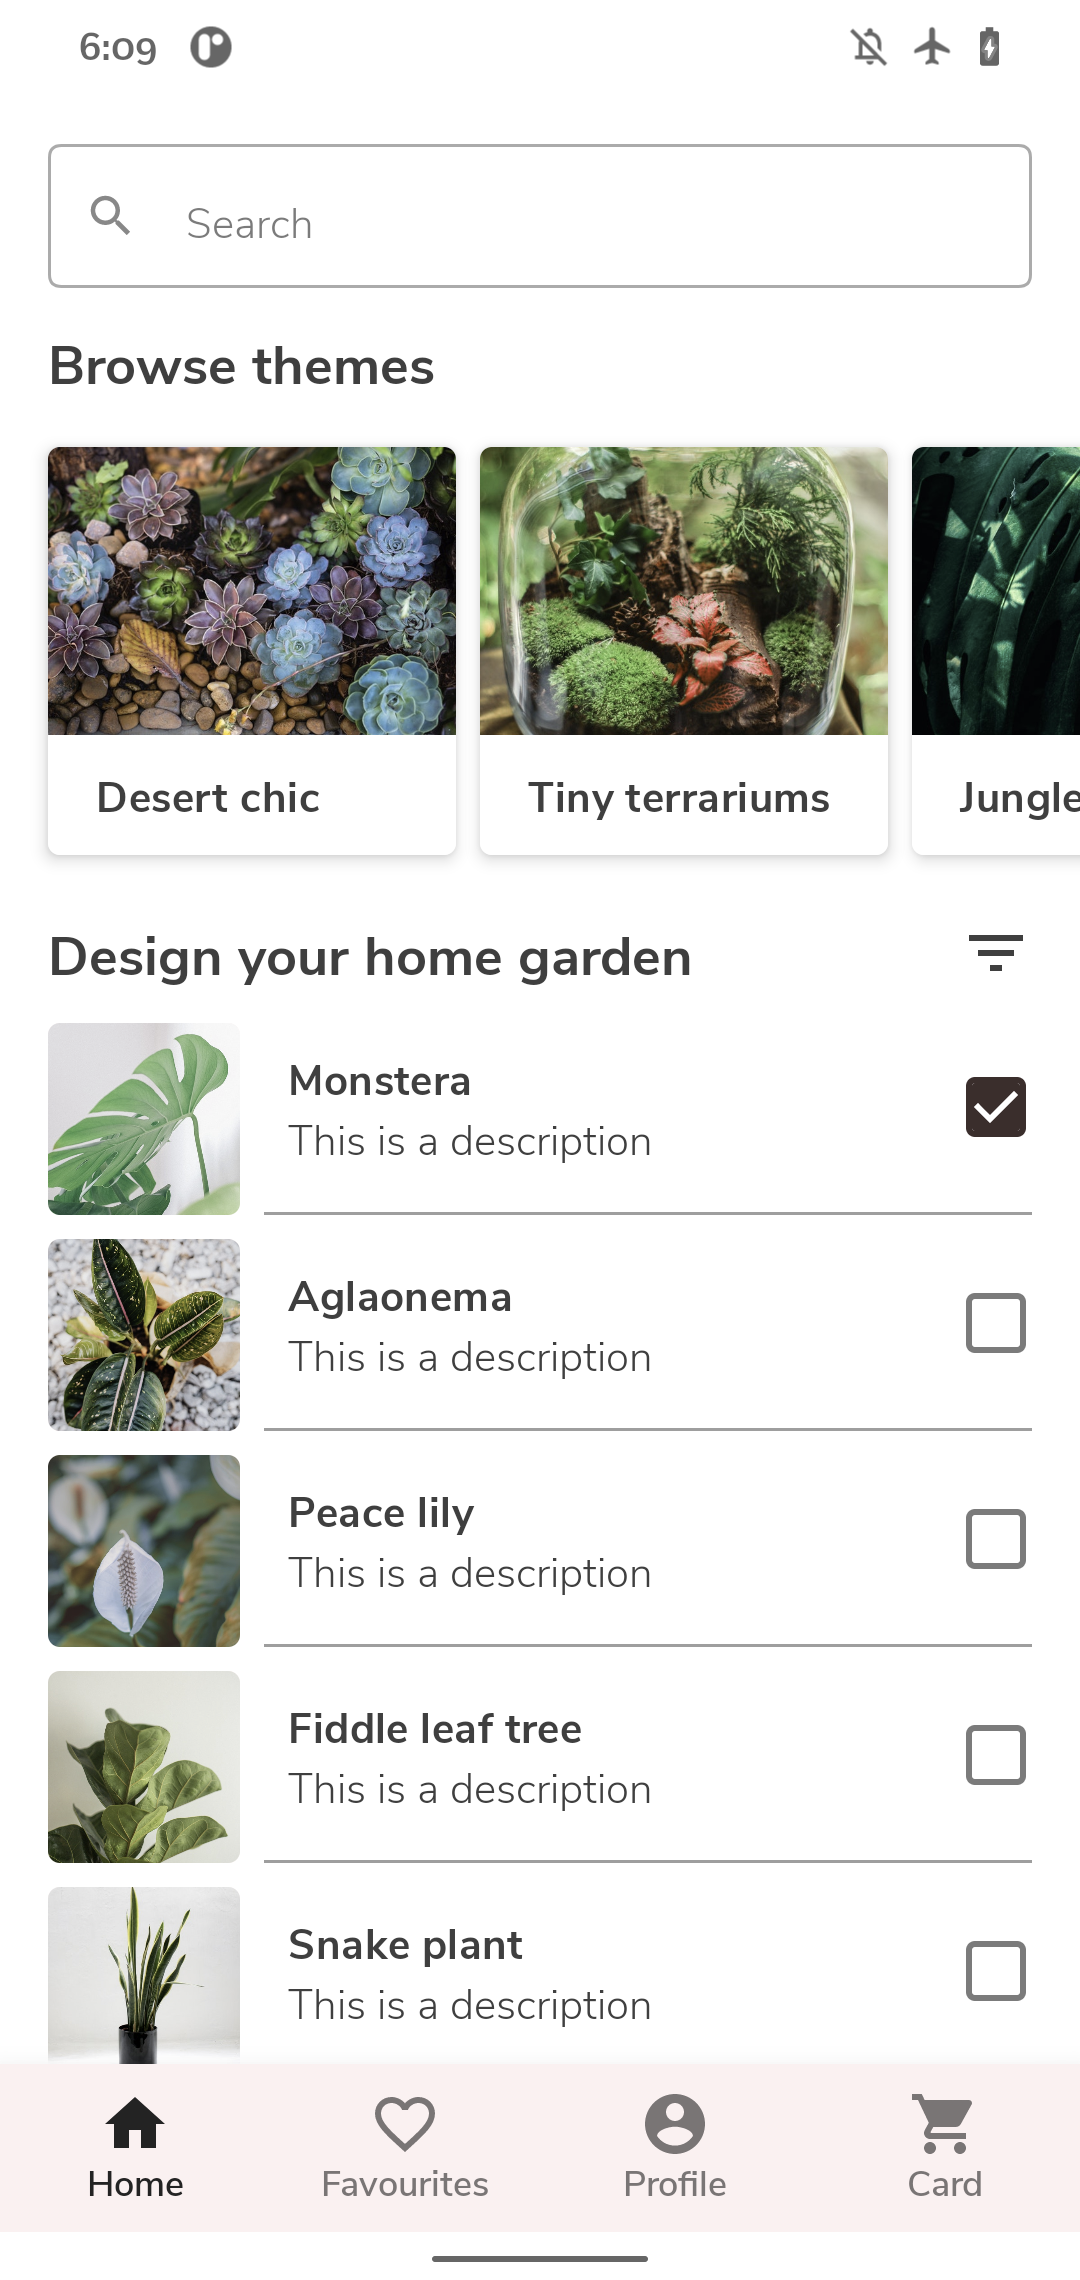 6:09
Search
Browse themes
Desert chic
Tiny terrariums
Jungle
Design your home garden
Monstera
This is a description
Aglaonema
This is a description
Peace lily
This is a description
Fiddle leaf tree
This is a description
Snake plant
This is a description
Home
Favourites
Profile
Card